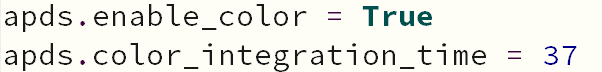 apds.enable_color = True
apds.color_integration_time = 37